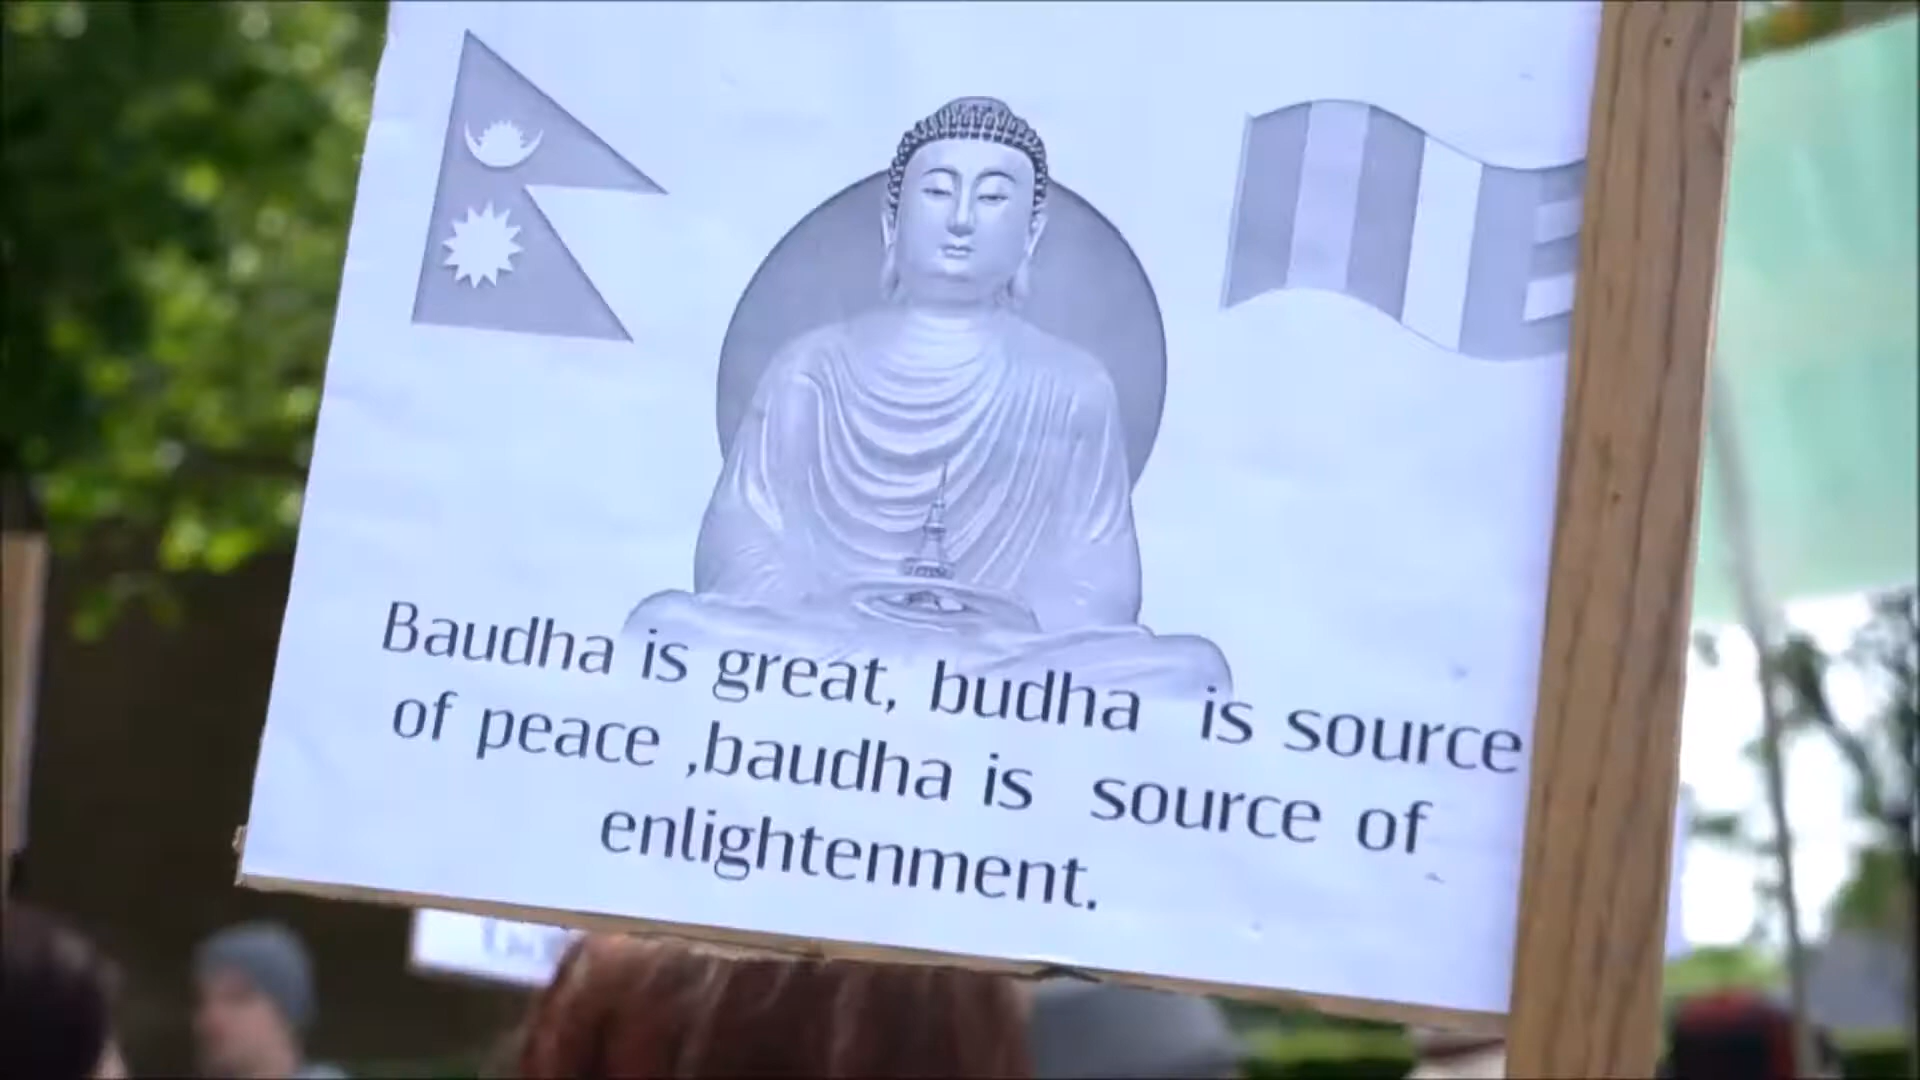 Baudha is great, budha is source
of peace ,baudha is source of
enlightenment.